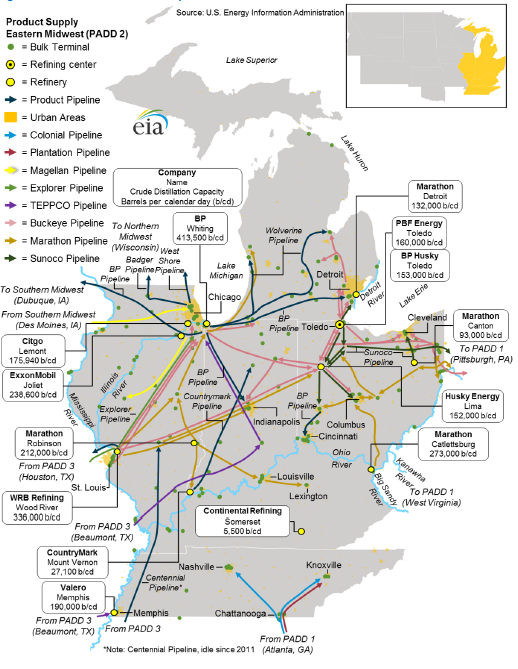 Source: U.S. Energy Information Administration
Product Supply
Eastern Midwest (PADD 2)
= Bulk Terminal
= Refining center
= Refinery
= Product Pipeline
= Urban Areas
= Colonial Pipeline
= Plantation Pipeline
= Magellan Pipeline
= Explorer Pipeline
= TEPPCO Pipeline
= Buckeye Pipeline
= Marathon Pipeline
= Sunoco Pipeline
Lake Superior
eia
Lake Huron
Company
Name
Crude Distillation Capacity
Barrels per calendar day (b/cd)
Marathon
Detroit
132,000 b/cd
PBF Energy
Toledo
160,000 b/cd
BP Husky
Toledo
153,000 b/cd
BP
Whiting
413,500 b/cd
To Northern
Midwest
(Wisconsin)
West
Shore
Pipeline
Badger
Pipeline
BP
Pipeline
Wolverine
Pipeline
Lake
Michigan
Detroit
Detroit
River
Lake Erie
To Southern Midwest
(Dubuque, IA)
From Southern Midwest
(Des Moines, IA)
Chicago
BP
Pipeline
Toledo
Cleveland
Marathon
Canton
93,000 b/cd
To PADD 1
(Pittsburgh, PA)
Sunoco
Pipeline
Citgo
Lemont
175,940 b/cd
ExxonMobil
Joliet
238,600 b/cd
Illinois
River
Mississippi
River
Explorer
Pipeline
BP
Pipeline
Countrymark
Pipeline
Indianapolis
BP
Pipeline
Columbus
Cincinnati
Husky Energy
Lima
152,000 b/cd
Marathon
Catlettsburg
273,000 b/cd
Marathon
Robinson
212,000 b/cd
From PADD 3
(Houston, TX)
St. Louis
Ohio
River
Kanawha
River
Big Sandy
River
To PADD 1
(West Virginia)
Louisville
Lexington
WRB Refining
Wood River
336,000 b/cd
From PADD 3
(Beaumont, TX)
Continental Refining
Somerset
5,500 b/cd
CountryMark
Mount Vernon
27,100 b/cd
Centennial
Pipeline*
Nashville
Knoxville
Valero
Memphis
190,000 b/cd
Memphis
Chattanooga
From PADD 3
(Beaumont, TX)
From PADD 3
From PADD 1
(Atlanta, GA)
*Note: Centennial Pipeline, idle since 2011